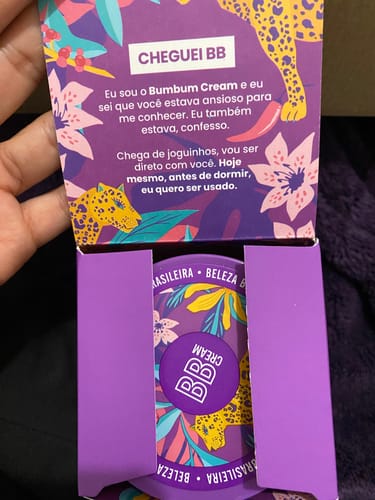 CHEGUEI BB
Eu sou o Bumbum Cream e eu
sei que você estava ansioso para
me conhecer. Eu também
estava, confesso.
Chega de joguinhos, vou ser
direto com você. Hoje
mesmo, antes de dormir,
eu quero ser usado.
RASILEIRA • BELEZA B
BB
CREAM
BELEZA
BRASILEIRA